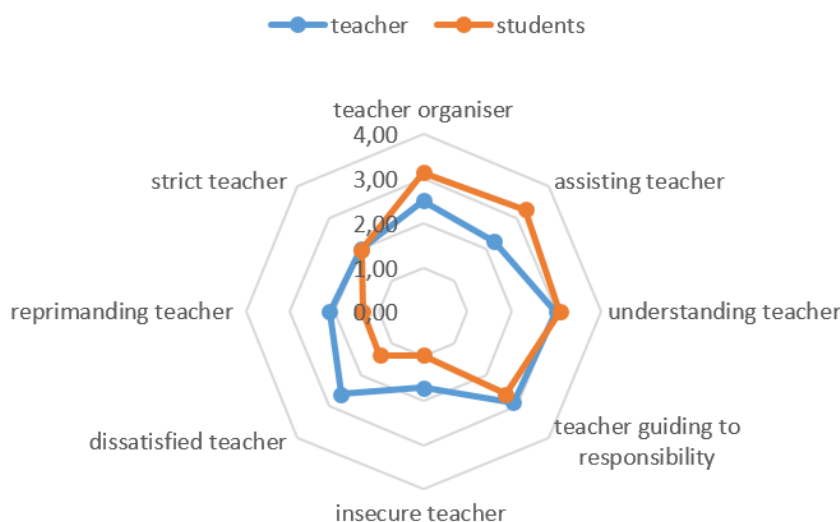 teacher students
teacher organiser
4,00
3,00
2,00
1,00
0,00
strict teacher
assisting teacher
reprimanding teacher
understanding teacher
dissatisfied teacher
teacher guiding to
responsibility
insecure teacher